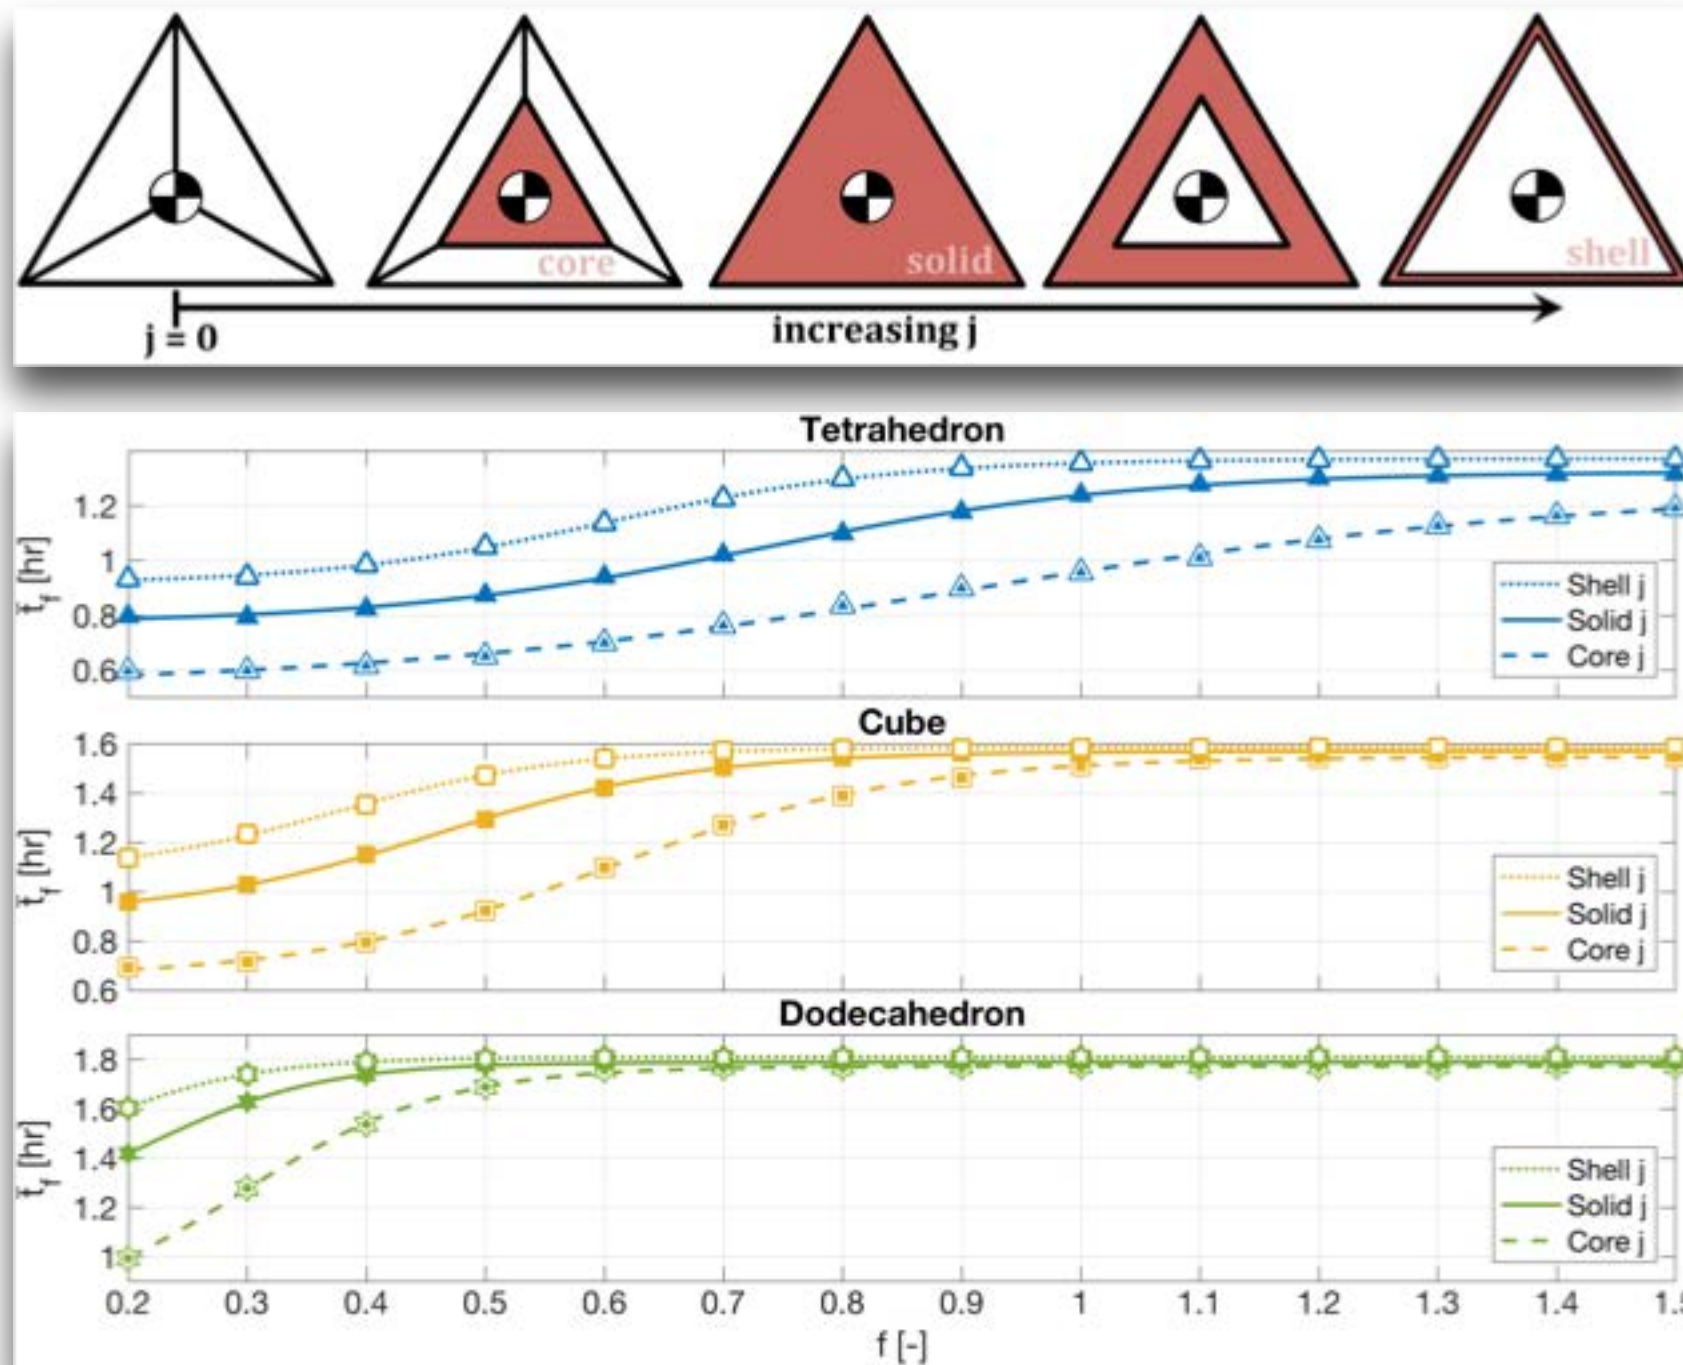 core
solid
shell
j = 0
increasing j
Tetrahedron
1.2
1
0.8
0.6
t̄f [hr]
Shell j
Solid j
Core j
Cube
1.6
1.4
1.2
1
0.8
0.6
t̄f [hr]
Shell j
Solid j
Core j
Dodecahedron
1.8
1.6
1.4
1.2
1
t̄f [hr]
Shell j
Solid j
Core j
0.2 0.3 0.4 0.5 0.6 0.7 0.8 0.9 1 1.1 1.2 1.3 1.4
f [-]